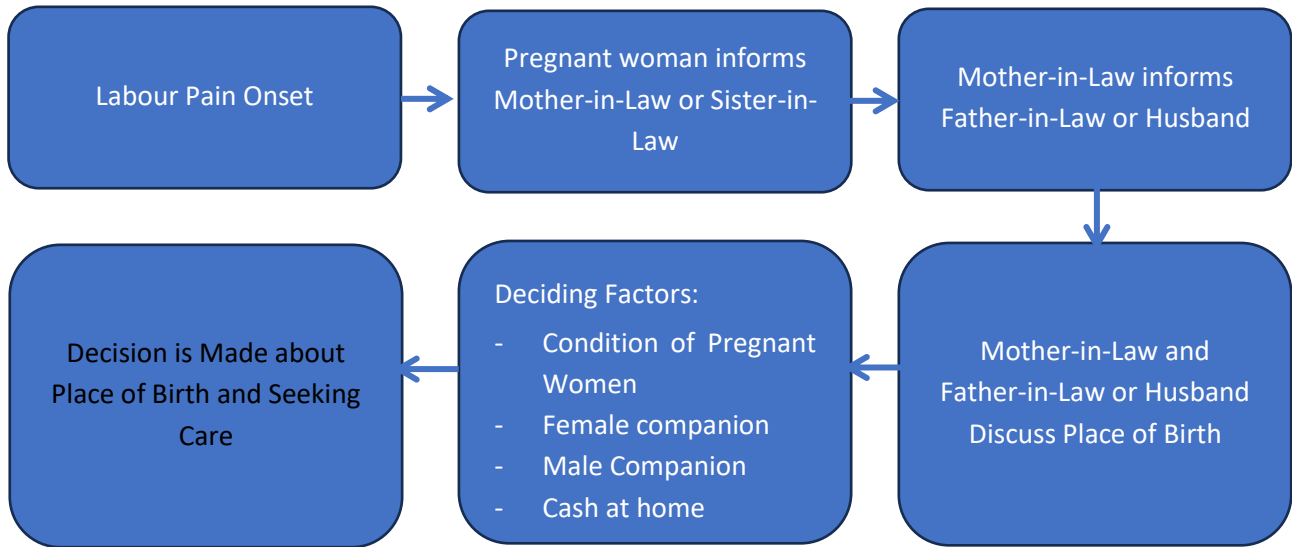 Labour Pain Onset
Pregnant woman informs
Mother-in-Law or Sister-in-
Law
Mother-in-Law informs
Father-in-Law or Husband
Mother-in-Law and
Father-in-Law or Husband
Discuss Place of Birth
Deciding Factors:
- Condition of Pregnant
Women
- Female companion
- Male Companion
- Cash at home
Decision is Made about
Place of Birth and Seeking
Care